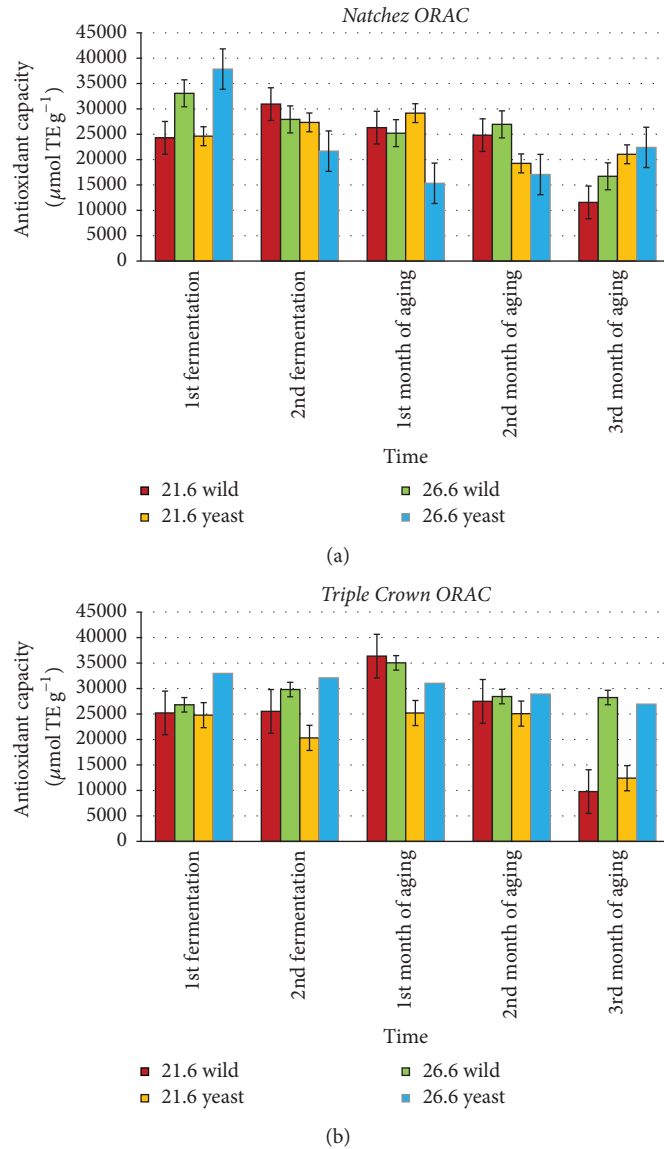 Natchez ORAC
Antioxidant capacity
(μmol TE g−1)
45000
40000
35000
30000
25000
20000
15000
10000
5000
0
1st fermentation
2nd fermentation
1st month of aging
2nd month of aging
3rd month of aging
Time
21.6 wild
26.6 wild
21.6 yeast
26.6 yeast
(a)
Triple Crown ORAC
Antioxidant capacity
(μmol TE g−1)
45000
40000
35000
30000
25000
20000
15000
10000
5000
0
1st fermentation
2nd fermentation
1st month of aging
2nd month of aging
3rd month of aging
Time
21.6 wild
26.6 wild
21.6 yeast
26.6 yeast
(b)